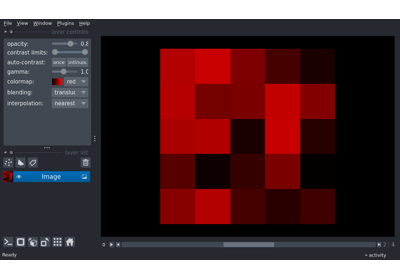 File View Window Plugins Help
layer controls
opacity: 0.8
contrast limits:
auto-contrast: once continuous
gamma: 1.0
colormap: red
blending:
interpolation: nearest
layer list
Image
2 4
Ready activity